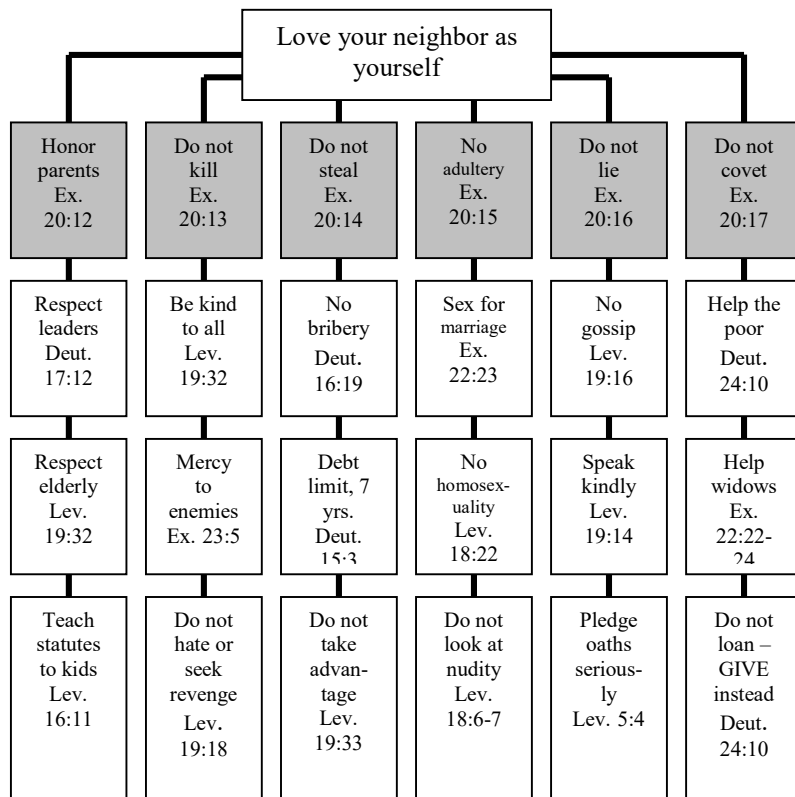 Love your neighbor as
yourself
Honor
parents
Ex.
20:12
Do not
kill
Ex.
20:13
Do not
steal
Ex.
20:14
No
adultery
Ex.
20:15
Do not
lie
Ex.
20:16
Do not
covet
Ex.
20:17
Respect
leaders
Deut.
17:12
Be kind
to all
Lev.
19:32
No
bribery
Deut.
16:19
Sex for
marriage
Ex.
22:23
No
gossip
Lev.
19:16
Help the
poor
Deut.
24:10
Respect
elderly
Lev.
19:32
Mercy
to
enemies
Ex. 23:5
Debt
limit, 7
yrs.
Deut.
15:3
No
homosex-
uality
Lev.
18:22
Speak
kindly
Lev.
19:14
Help
widows
Ex.
22:22-
24
Teach
statutes
to kids
Lev.
16:11
Do not
hate or
seek
revenge
Lev.
19:18
Do not
take
advan-
tage
Lev.
19:33
Do not
look at
nudity
Lev.
18:6-7
Pledge
oaths
serious-
ly
Lev. 5:4
Do not
loan –
GIVE
instead
Deut.
24:10